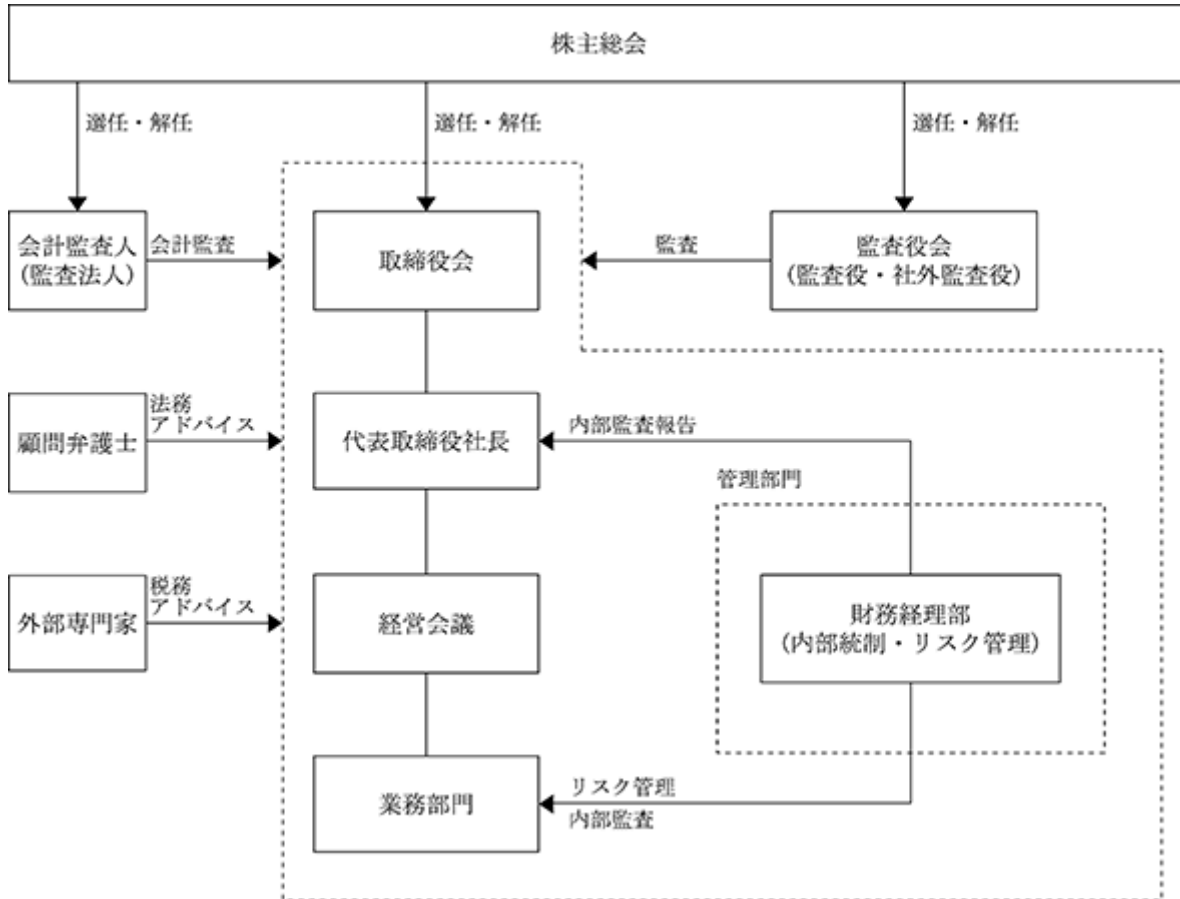 株主総会
選任・解任
選任・解任
選任・解任
会計監査人
(監査法人)
会計監査
取締役会
監査
監査役会
(監査役・社外監査役)
顧問弁護士
法務
アドバイス
代表取締役社長
内部監査報告
管理部門
外部専門家
税務
アドバイス
経営会議
財務経理部
(内部統制・リスク管理)
業務部門
リスク管理
内部監査